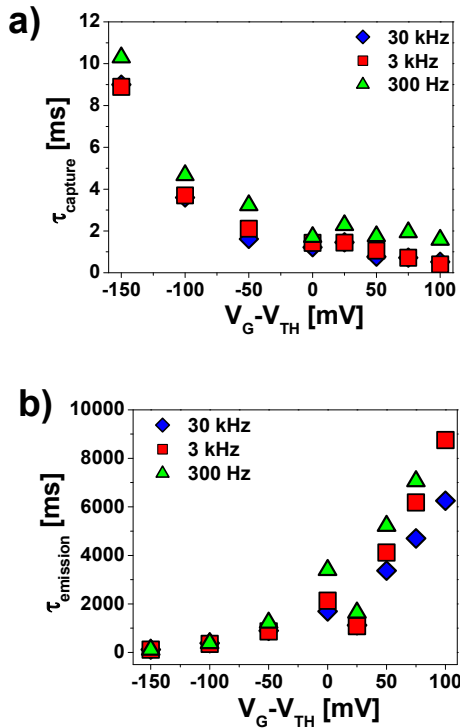 a)
12
10
8
6
4
2
0
τcapture [ms]
30 kHz
3 kHz
300 Hz
-150 -100 -50 0 50 100
VG-VTH [mV]
b)
10000
8000
6000
4000
2000
0
τemission [ms]
30 kHz
3 kHz
300 Hz
-150 -100 -50 0 25 50 75 100
VG-VTH [mV]